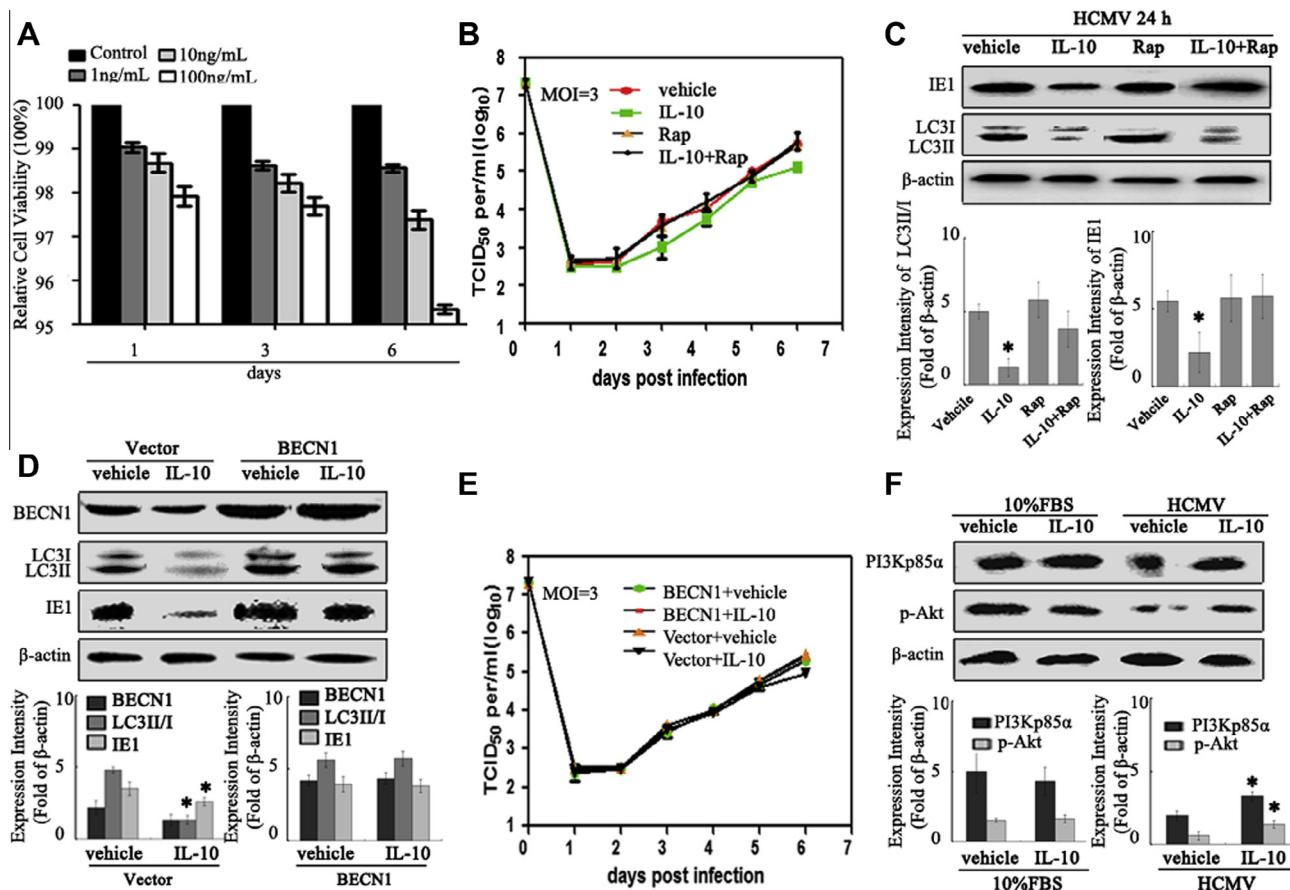 A
Control
10ng/mL
1ng/mL
100ng/mL
Relative Cell Viability (100%)
100
99
98
97
96
95
1
3
6
days
B
MOI=3
vehicle
IL-10
Rap
IL-10+Rap
TCID50 per/ml(log10)
8
7
6
5
4
3
2
1
0
1
2
3
4
5
6
7
days post infection
C
HCMV 24 h
vehicle
IL-10
Rap
IL-10+Rap
IE1
LC3I
LC3II
β-actin
Expression Intensity of LC3II/I
(Fold of β-actin)
10
5
0
*
Vehcile
IL-10
Rap
IL-10+Rap
Expression Intensity of IE1
(Fold of β-actin)
10
5
0
*
Vehcile
IL-10
Rap
IL-10+Rap
D
Vector
BECN1
vehicle
IL-10
vehicle
IL-10
BECN1
LC3I
LC3II
IE1
β-actin
Expression Intensity
(Fold of β-actin)
10
5
0
BECN1
LC3II/I
IE1
* *
vehicle
IL-10
Vector
Expression Intensity
(Fold of β-actin)
10
5
0
BECN1
LC3II/I
IE1
vehicle
IL-10
BECN1
E
MOI=3
BECN1+vehicle
BECN1+IL-10
Vector+vehicle
Vector+IL-10
TCID50 per/ml(log10)
8
7
6
5
4
3
2
1
0
1
2
3
4
5
6
7
days post infection
F
10%FBS
HCMV
vehicle
IL-10
vehicle
IL-10
PI3Kp85α
p-Akt
β-actin
Expression Intensity
(Fold of β-actin)
10
5
0
PI3Kp85α
p-Akt
vehicle
IL-10
10%FBS
Expression Intensity
(Fold of β-actin)
10
5
0
PI3Kp85α
p-Akt
*
*
vehicle
IL-10
HCMV